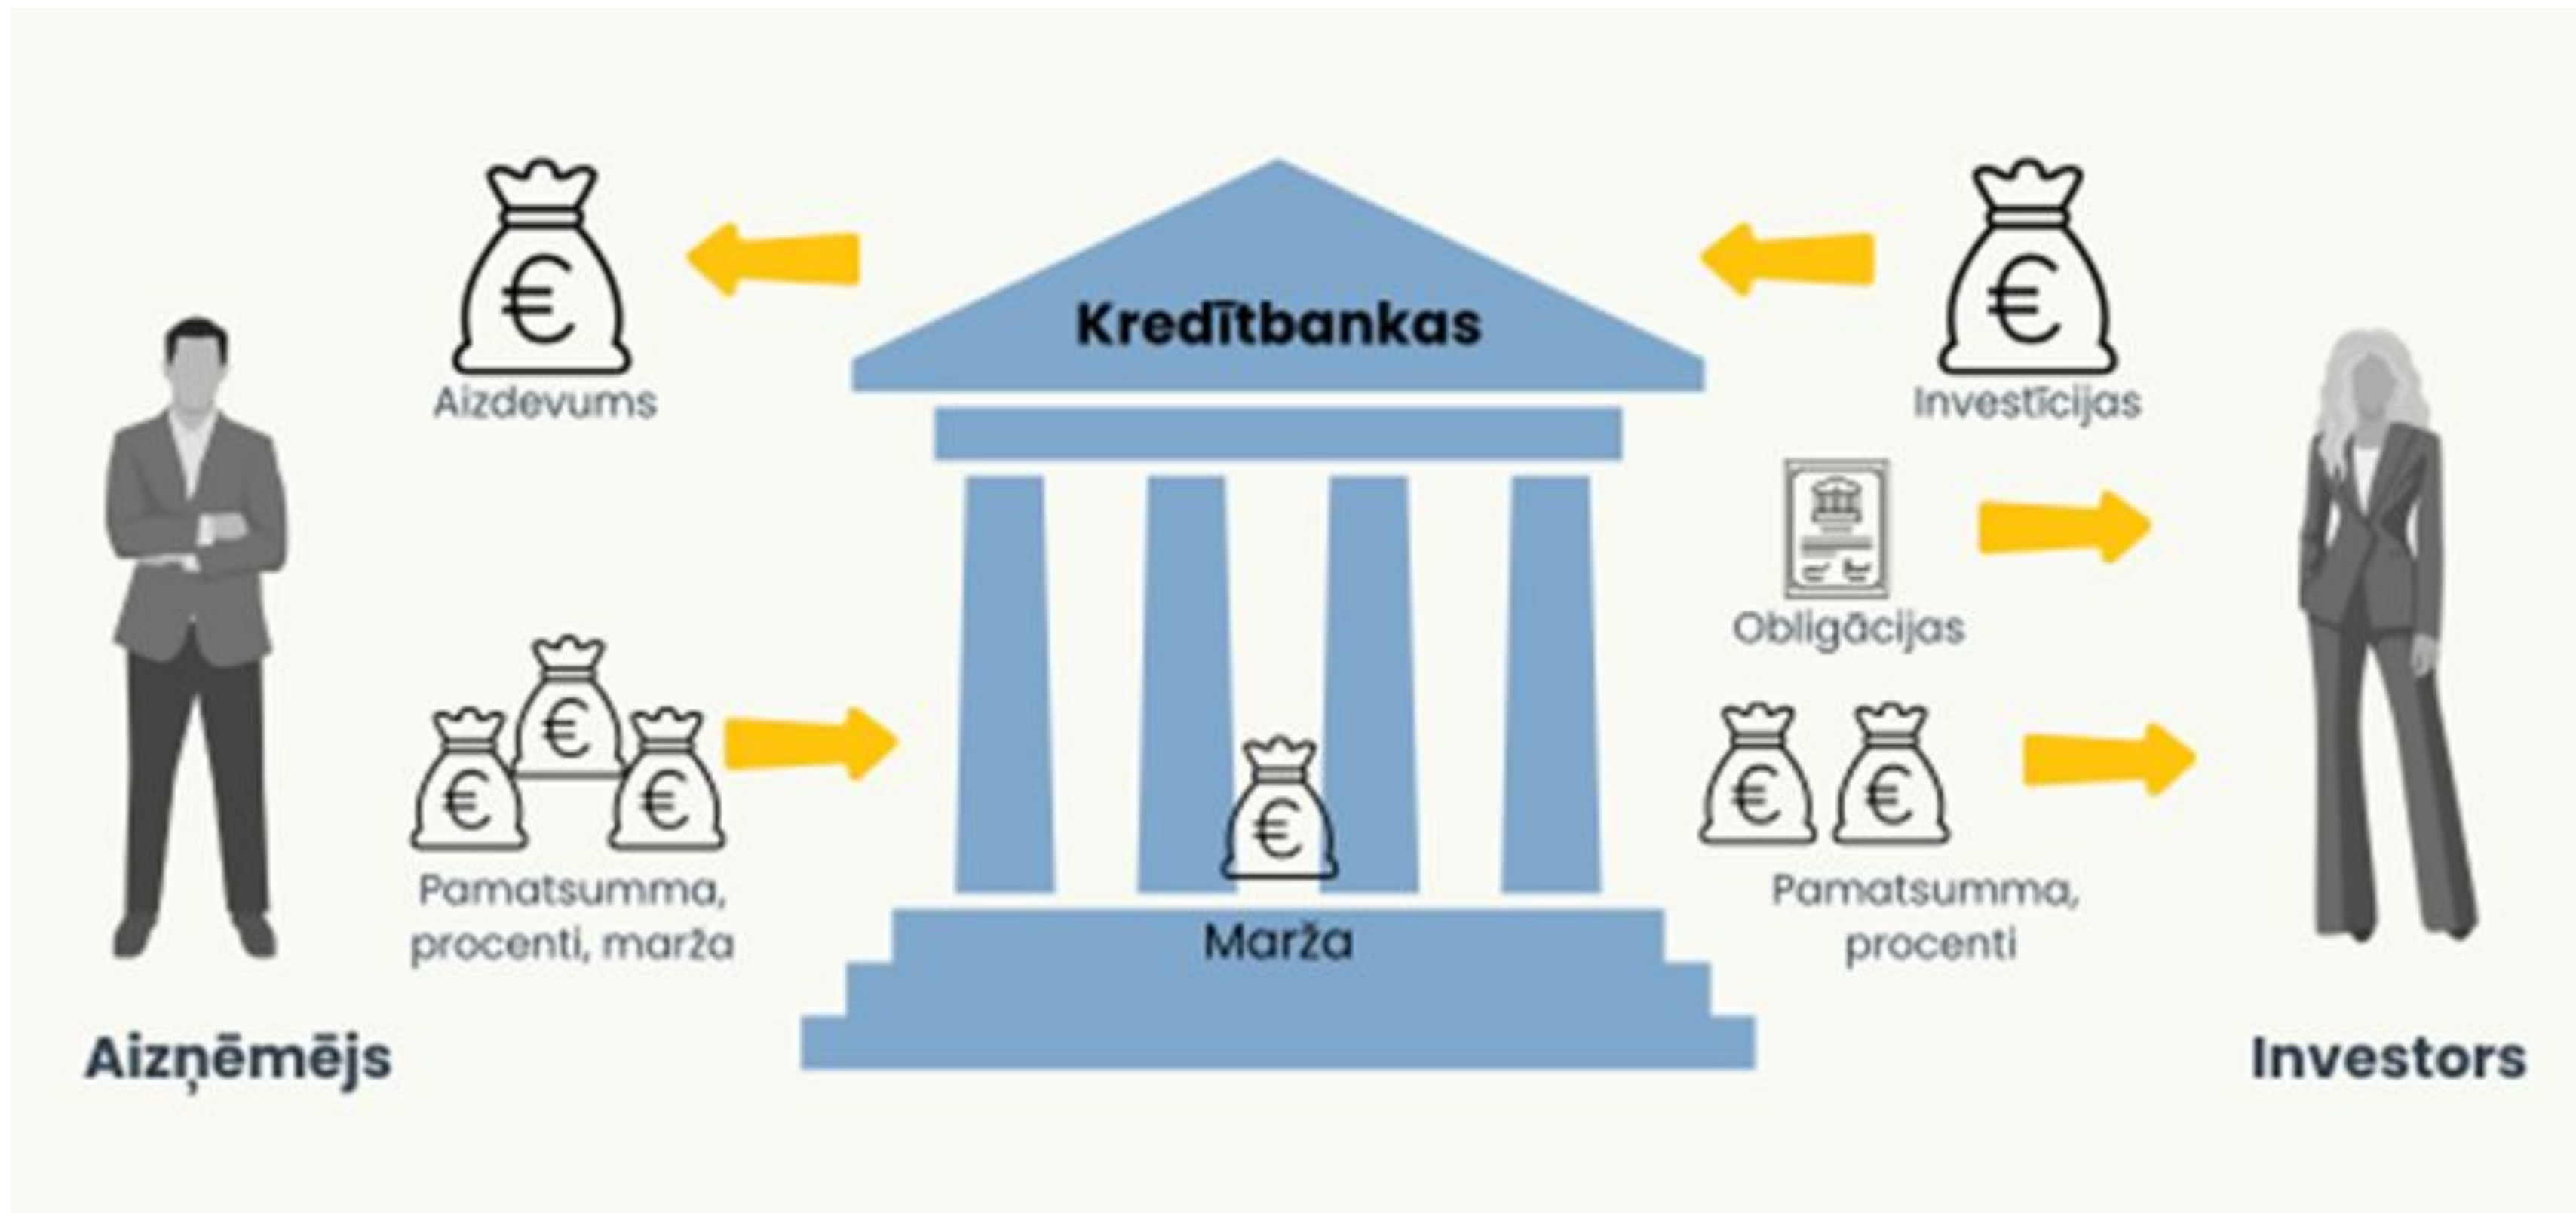 Kredītbankas
Aizdevums
Investīcijas
Obligācijas
Pamatsumma,
procenti, marža
Marža
Pamatsumma,
procenti
Aizņēmējs
Investors